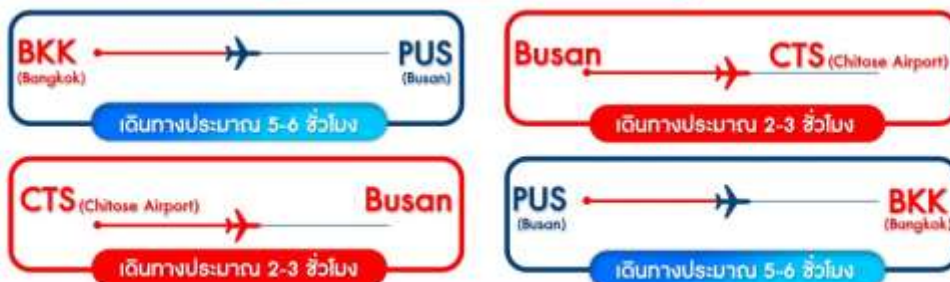 BKK
(Bangkok)
PUS
(Busan)
เดินทางประมาณ 5-6 ชั่วโมง
Busan
CTS (Chitose Airport)
เดินทางประมาณ 2-3 ชั่วโมง
CTS (Chitose Airport)
Busan
เดินทางประมาณ 2-3 ชั่วโมง
PUS
(Busan)
BKK
(Bangkok)
เดินทางประมาณ 5-6 ชั่วโมง